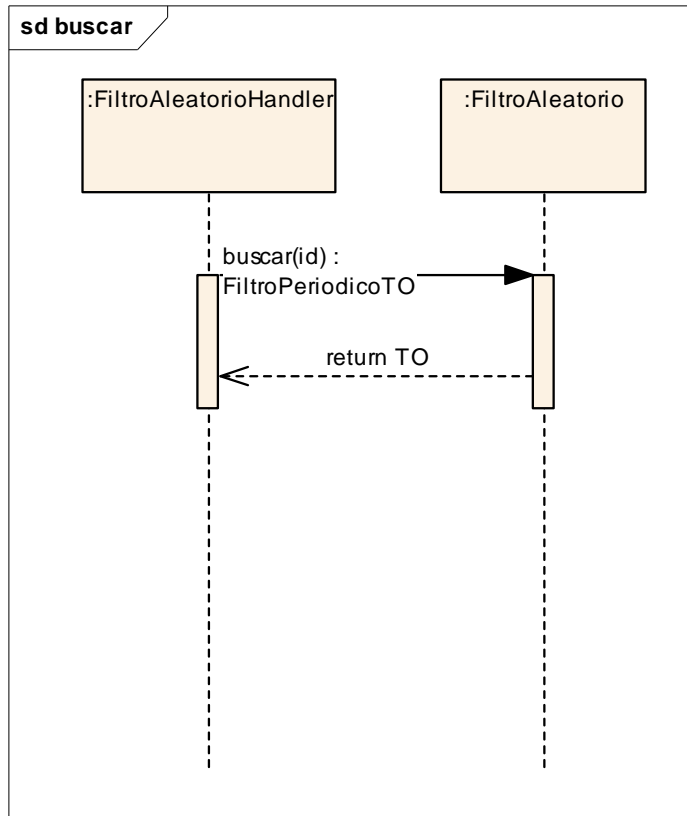 sd buscar
:FiltroAleatorioHandler
:FiltroAleatorio
buscar(id) :
FiltroPeriodicoTO
return TO